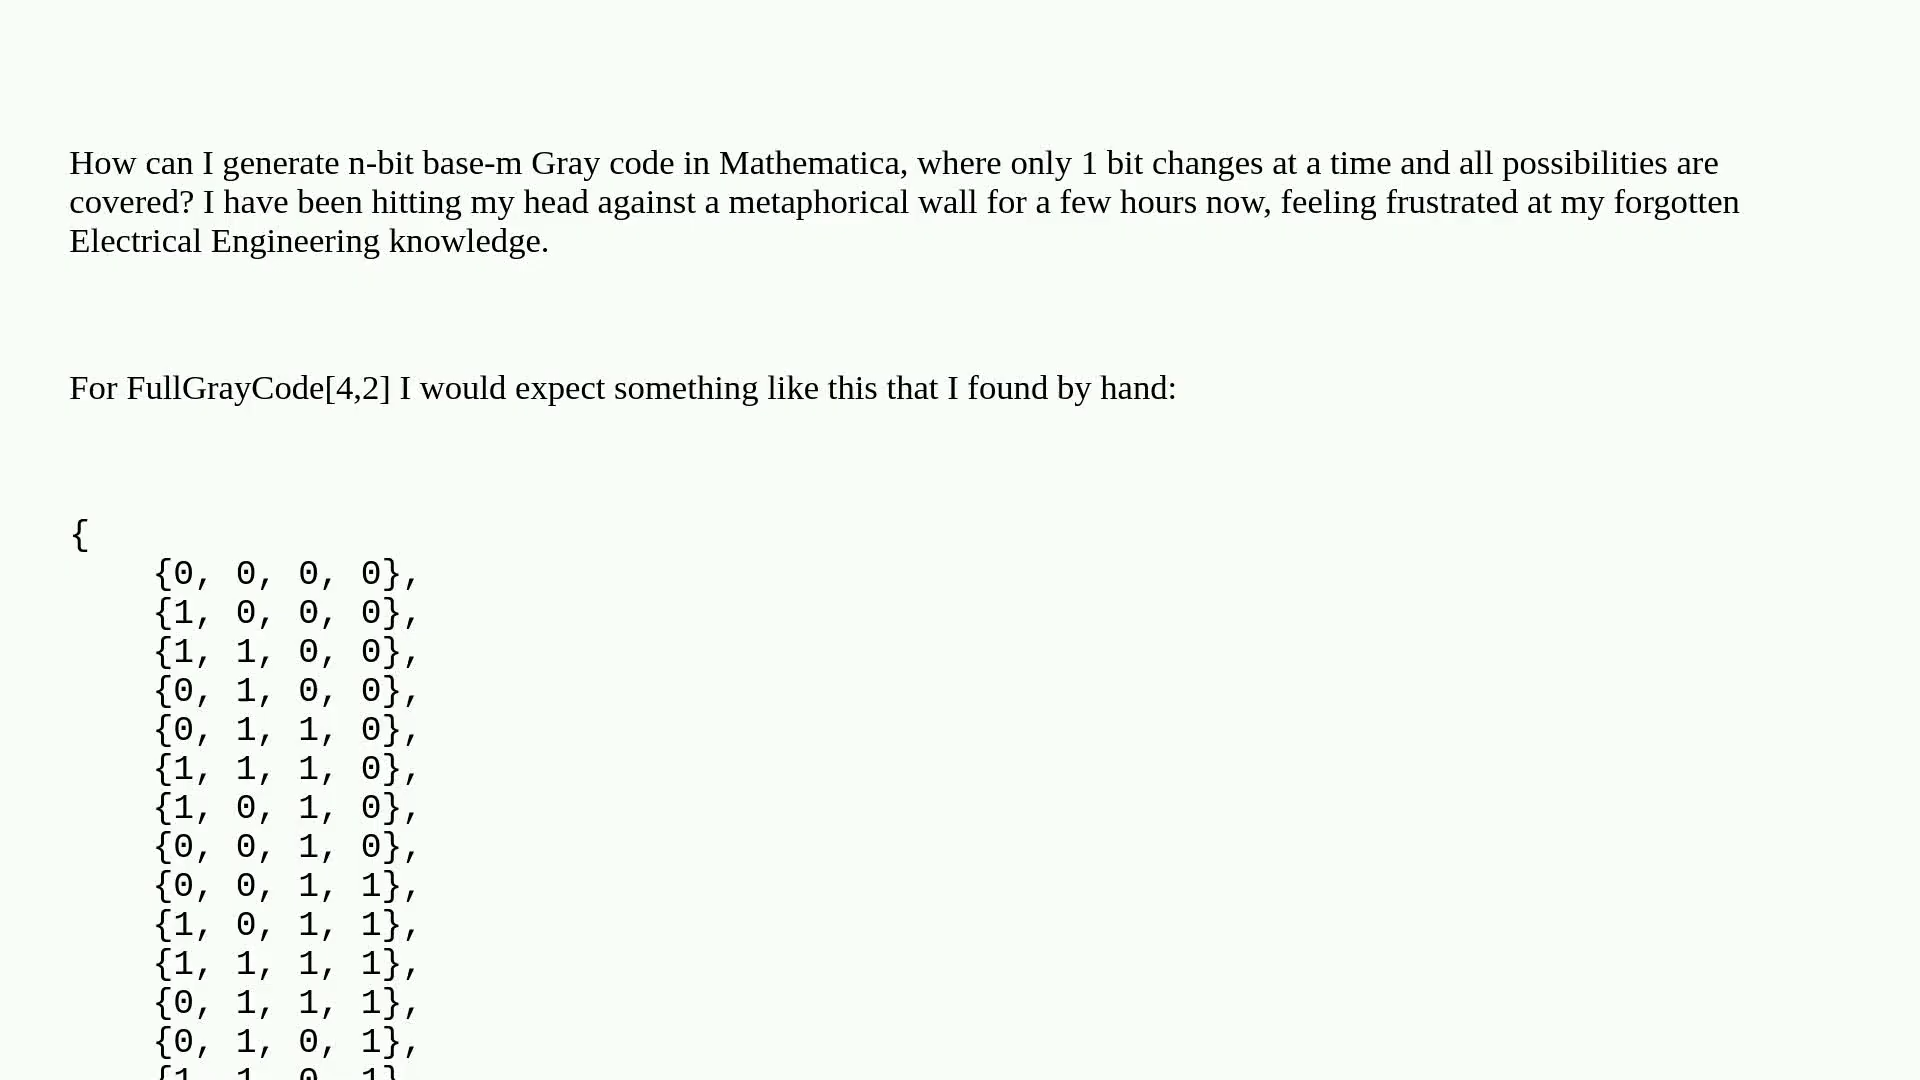 How can I generate n-bit base-m Gray code in Mathematica, where only 1 bit changes at a time and all possibilities are
covered? I have been hitting my head against a metaphorical wall for a few hours now, feeling frustrated at my forgotten
Electrical Engineering knowledge.
For FullGrayCode[4,2] I would expect something like this that I found by hand:
{
{0, 0, 0, 0},
{1, 0, 0, 0},
{1, 1, 0, 0},
{0, 1, 0, 0},
{0, 1, 1, 0},
{1, 1, 1, 0},
{1, 0, 1, 0},
{0, 0, 1, 0},
{0, 0, 1, 1},
{1, 0, 1, 1},
{1, 1, 1, 1},
{0, 1, 1, 1},
{0, 1, 0, 1},
{1, 1, 0, 1},